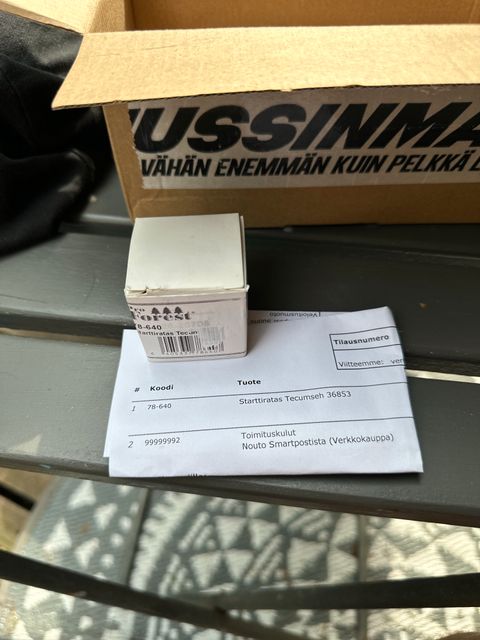 USSINMA
VÄHÄN ENEMMÄN KUIN PELKKÄ
Forest
78-640
Starttiratas Tecum
Tilausnumero
Viitteemme: ver
# Koodi Tuote
1 78-640 Starttiratas Tecumseh 36853
2 99999992 Toimituskulut
Nouto Smartpostista (Verkkokauppa)